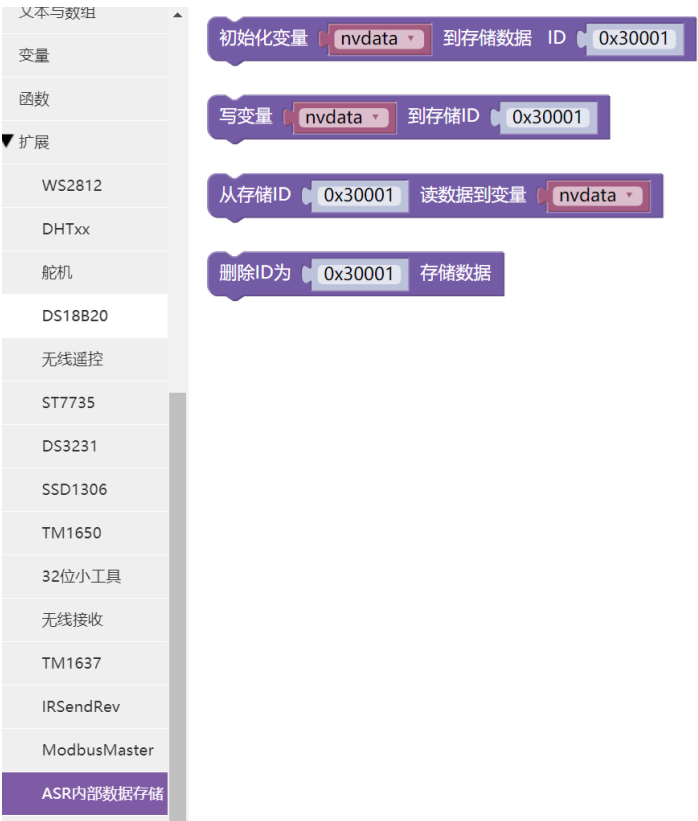 文本与数组
变量
函数
扩展
WS2812
DHTxx
舵机
DS18B20
无线遥控
ST7735
DS3231
SSD1306
TM1650
32位小工具
无线接收
TM1637
IRSendRev
ModbusMaster
ASR内部数据存储
初始化变量 nvdata 到存储数据 ID 0x30001
写变量 nvdata 到存储ID 0x30001
从存储ID 0x30001 读数据到变量 nvdata
删除ID为 0x30001 存储数据